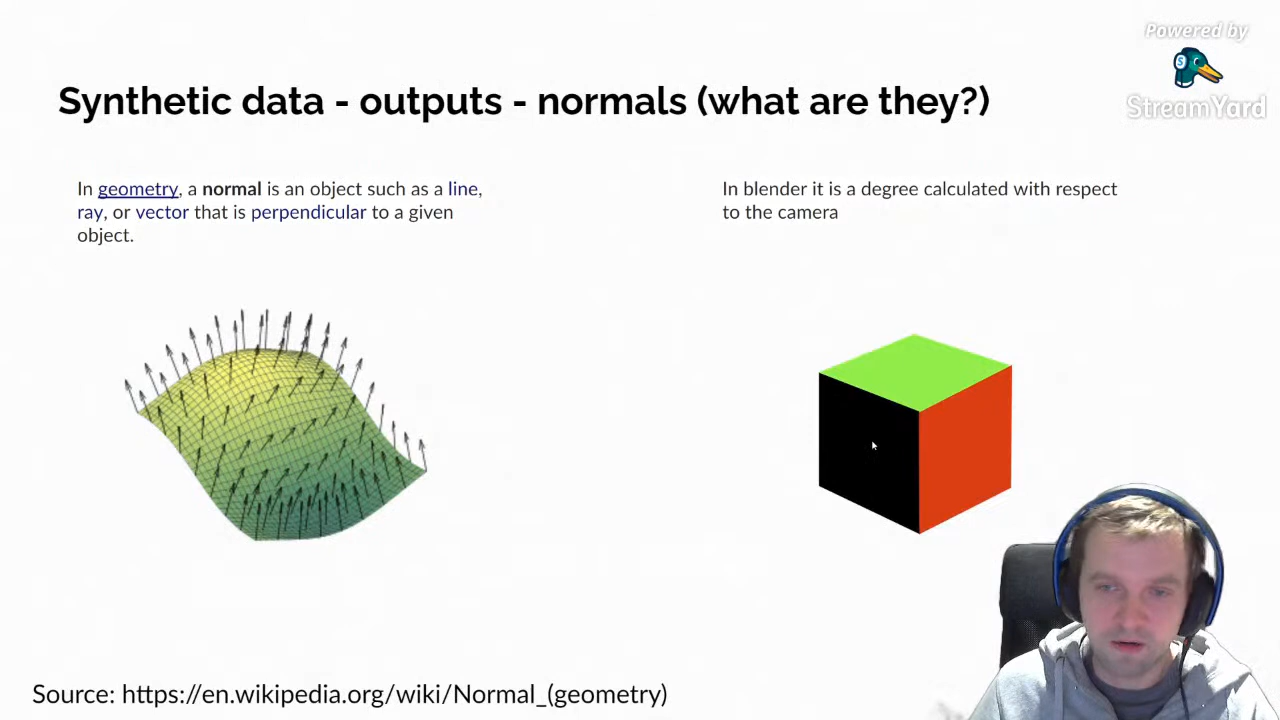 Powered by
StreamYard
Synthetic data - outputs - normals (what are they?)
In geometry, a normal is an object such as a line,
ray, or vector that is perpendicular to a given
object.
In blender it is a degree calculated with respect
to the camera
Source: https://en.wikipedia.org/wiki/Normal_(geometry)